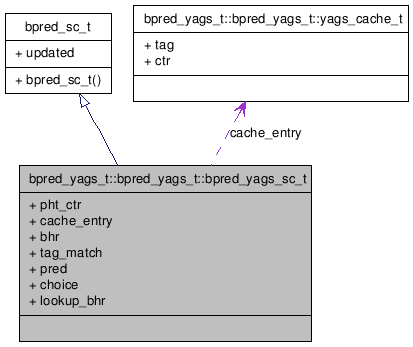 bpred_sc_t
+ updated
+ bpred_sc_t()
bpred_yags_t::bpred_yags_t::yags_cache_t
+ tag
+ ctr
cache_entry
bpred_yags_t::bpred_yags_t::bpred_yags_sc_t
+ pht_ctr
+ cache_entry
+ bhr
+ tag_match
+ pred
+ choice
+ lookup_bhr